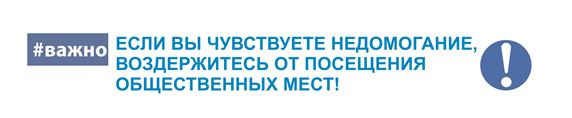 #важно
ЕСЛИ ВЫ ЧУВСТВУЕТЕ НЕДОМОГАНИЕ,
ВОЗДЕРЖИТЕСЬ ОТ ПОСЕЩЕНИЯ
ОБЩЕСТВЕННЫХ МЕСТ!
!